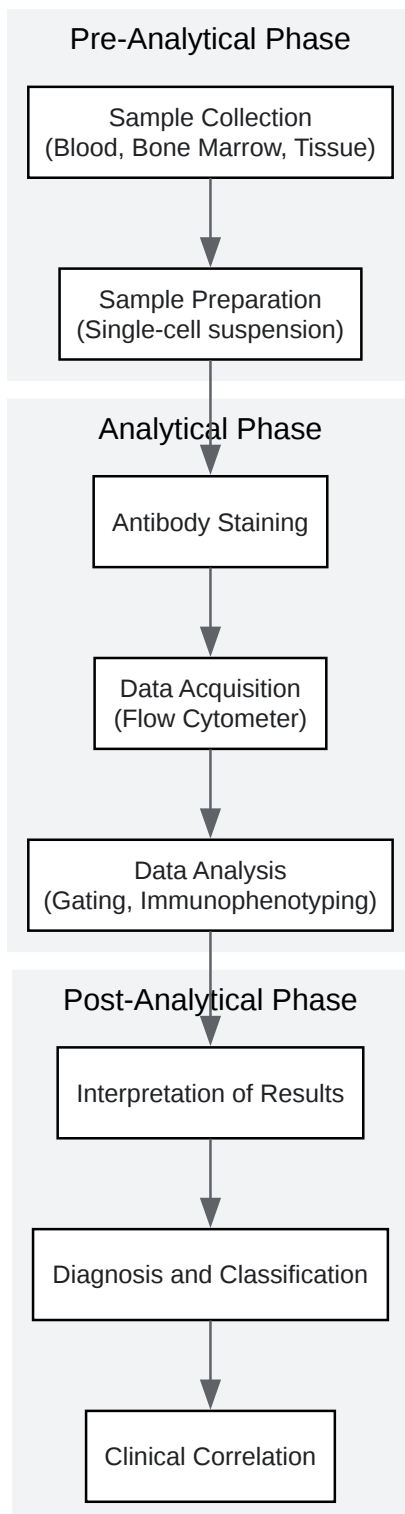 Pre-Analytical Phase
Sample Collection
(Blood, Bone Marrow, Tissue)
Sample Preparation
(Single-cell suspension)
Analytical Phase
Antibody Staining
Data Acquisition
(Flow Cytometer)
Data Analysis
(Gating, Immunophenotyping)
Post-Analytical Phase
Interpretation of Results
Diagnosis and Classification
Clinical Correlation